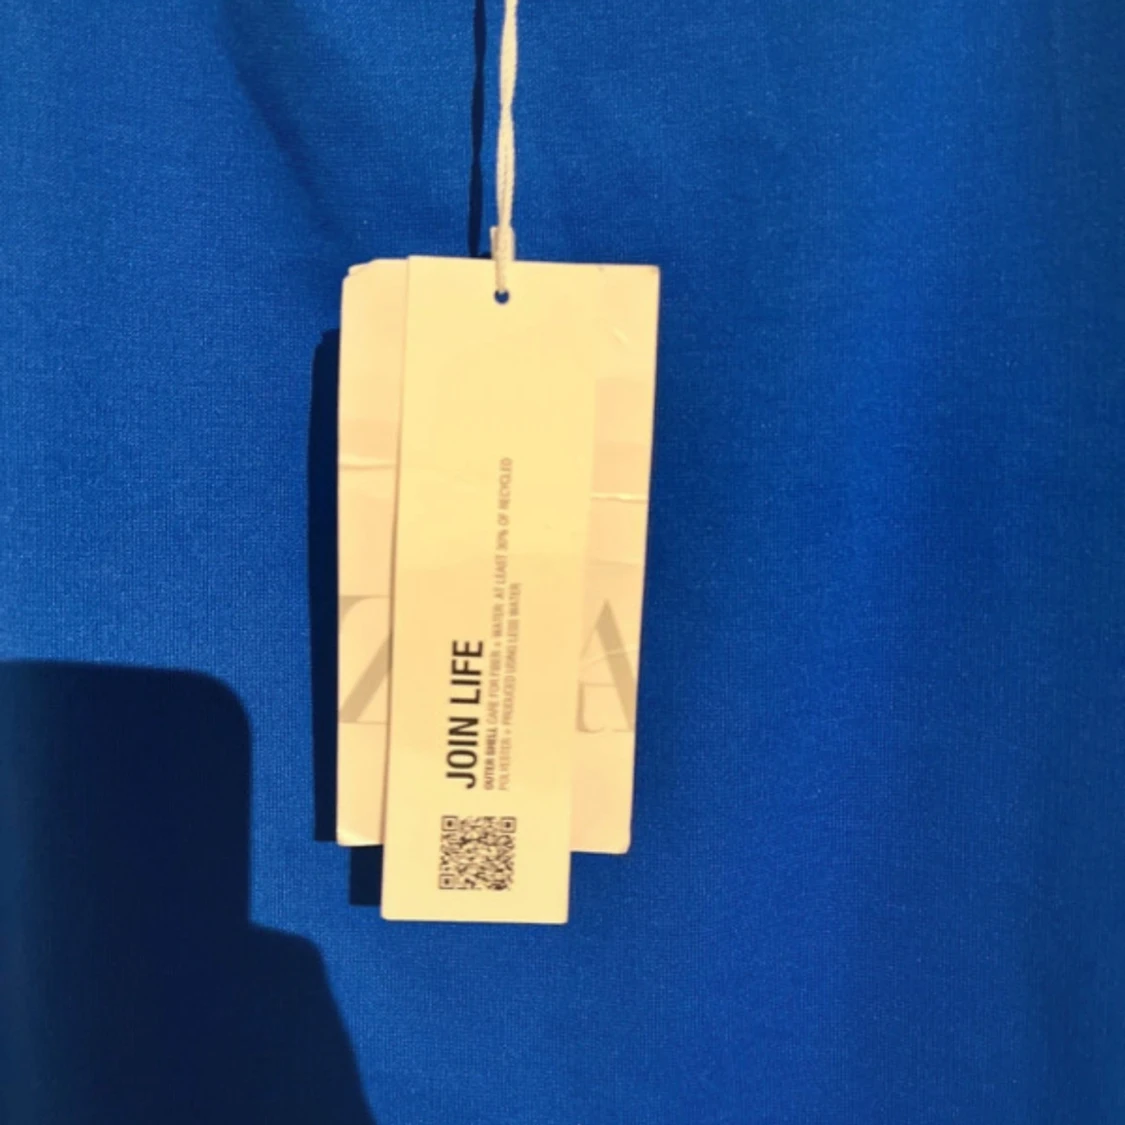 JOIN LIFE
OUTER SHELL CARE FOR FIBER + WATER: AT LEAST 30% OF RECYCLED
POLYESTER + PRODUCED USING LESS WATER
Z A